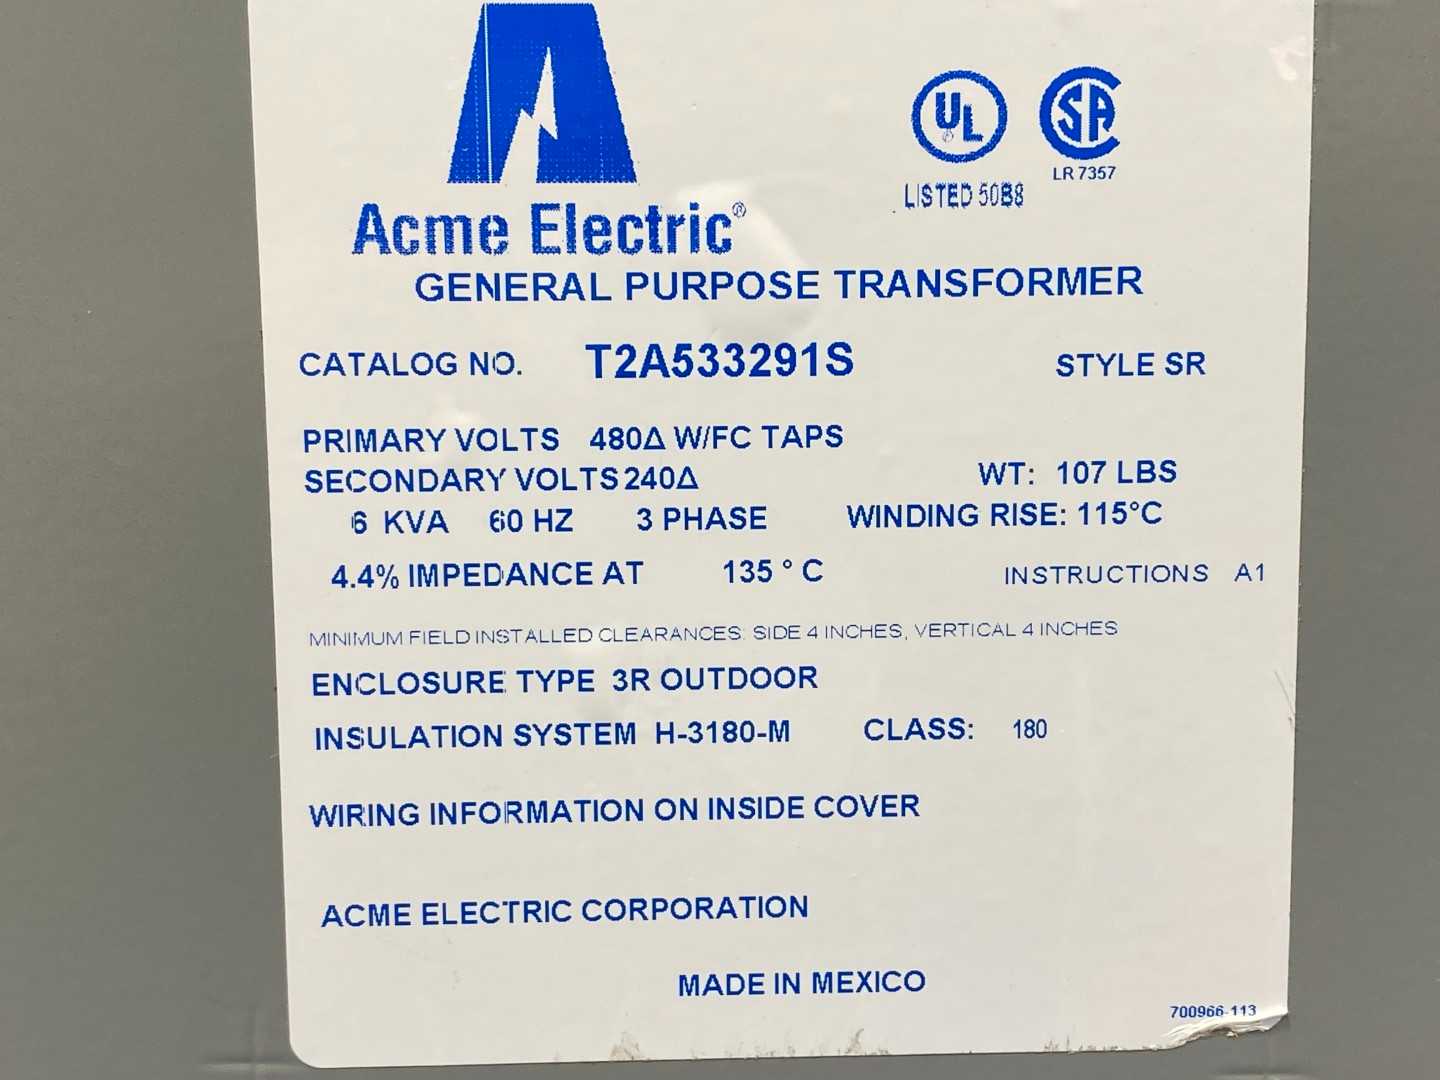 UL ®
SA
LR 7357
LISTED 50B8
Acme Electric®
GENERAL PURPOSE TRANSFORMER
CATALOG NO. T2A533291S STYLE SR
PRIMARY VOLTS 480Δ W/FC TAPS
SECONDARY VOLTS 240Δ WT: 107 LBS
6 KVA 60 HZ 3 PHASE WINDING RISE: 115°C
4.4% IMPEDANCE AT 135 ° C INSTRUCTIONS A1
MINIMUM FIELD INSTALLED CLEARANCES: SIDE 4 INCHES, VERTICAL 4 INCHES
ENCLOSURE TYPE 3R OUTDOOR
INSULATION SYSTEM H-3180-M CLASS: 180
WIRING INFORMATION ON INSIDE COVER
ACME ELECTRIC CORPORATION
MADE IN MEXICO
700966-113